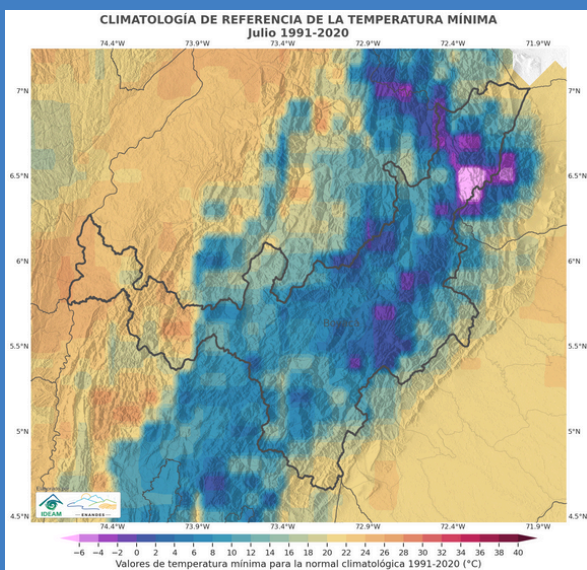 CLIMATOLOGÍA DE REFERENCIA DE LA TEMPERATURA MÍNIMA
Julio 1991-2020
74.4°W 73.9°W 73.4°W 72.9°W 72.4°W 71.9°W
7°N 7°N
6.5°N 6.5°N
6°N 6°N
5.5°N 5.5°N
5°N 5°N
4.5°N 4.5°N
IDEAM
ENANDES
74.4°W 73.9°W 73.4°W 72.9°W 72.4°W 71.9°W
−6 −4 −2 0 2 4 6 8 10 12 14 16 18 20 22 24 26 28 30 32 34 36 38 40
Valores de temperatura mínima para la normal climatológica 1991-2020 (°C)